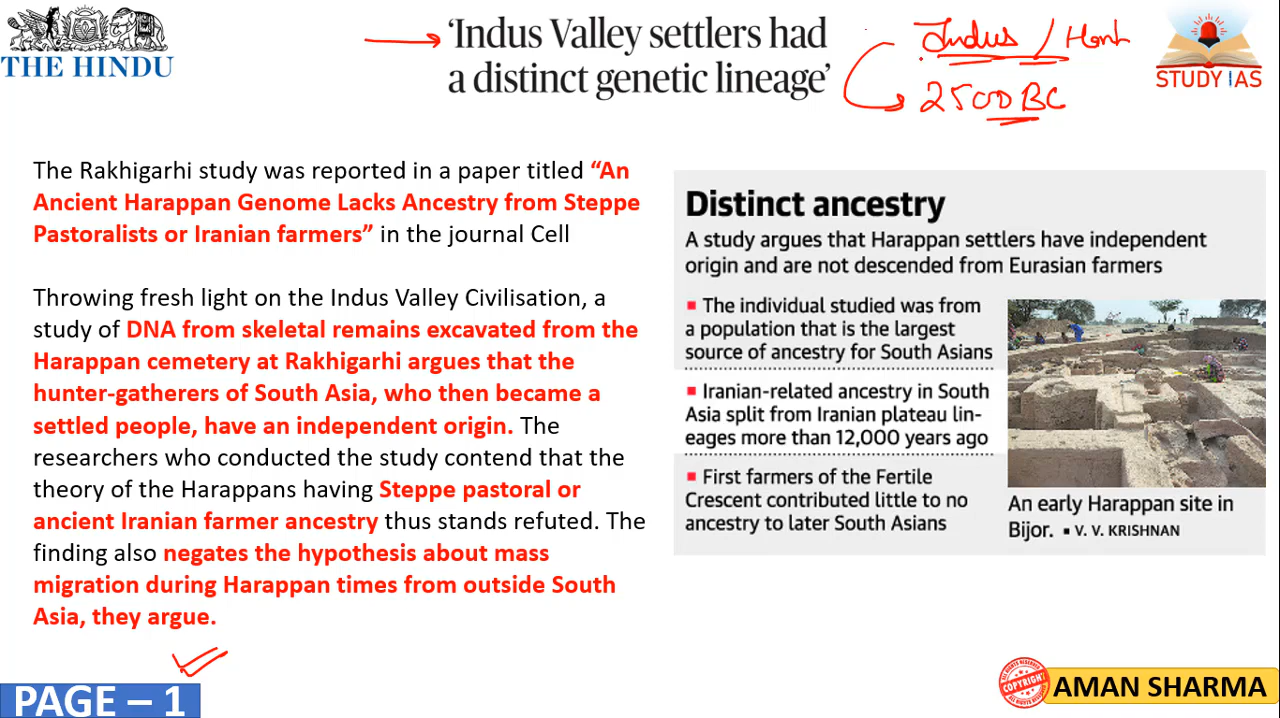 THE HINDU
‘Indus Valley settlers had
a distinct genetic lineage’
Indus /
2500 BC
STUDY IAS
The Rakhigarhi study was reported in a paper titled “An
Ancient Harappan Genome Lacks Ancestry from Steppe
Pastoralists or Iranian farmers” in the journal Cell
Throwing fresh light on the Indus Valley Civilisation, a
study of DNA from skeletal remains excavated from the
Harappan cemetery at Rakhigarhi argues that the
hunter-gatherers of South Asia, who then became a
settled people, have an independent origin. The
researchers who conducted the study contend that the
theory of the Harappans having Steppe pastoral or
ancient Iranian farmer ancestry thus stands refuted. The
finding also negates the hypothesis about mass
migration during Harappan times from outside South
Asia, they argue.
Distinct ancestry
A study argues that Harappan settlers have independent
origin and are not descended from Eurasian farmers
The individual studied was from
a population that is the largest
source of ancestry for South Asians
Iranian-related ancestry in South
Asia split from Iranian plateau lin-
eages more than 12,000 years ago
First farmers of the Fertile
Crescent contributed little to no
ancestry to later South Asians
An early Harappan site in
Bijor. ▪ V. V. KRISHNAN
PAGE – 1
COPYRIGHT
AMAN SHARMA